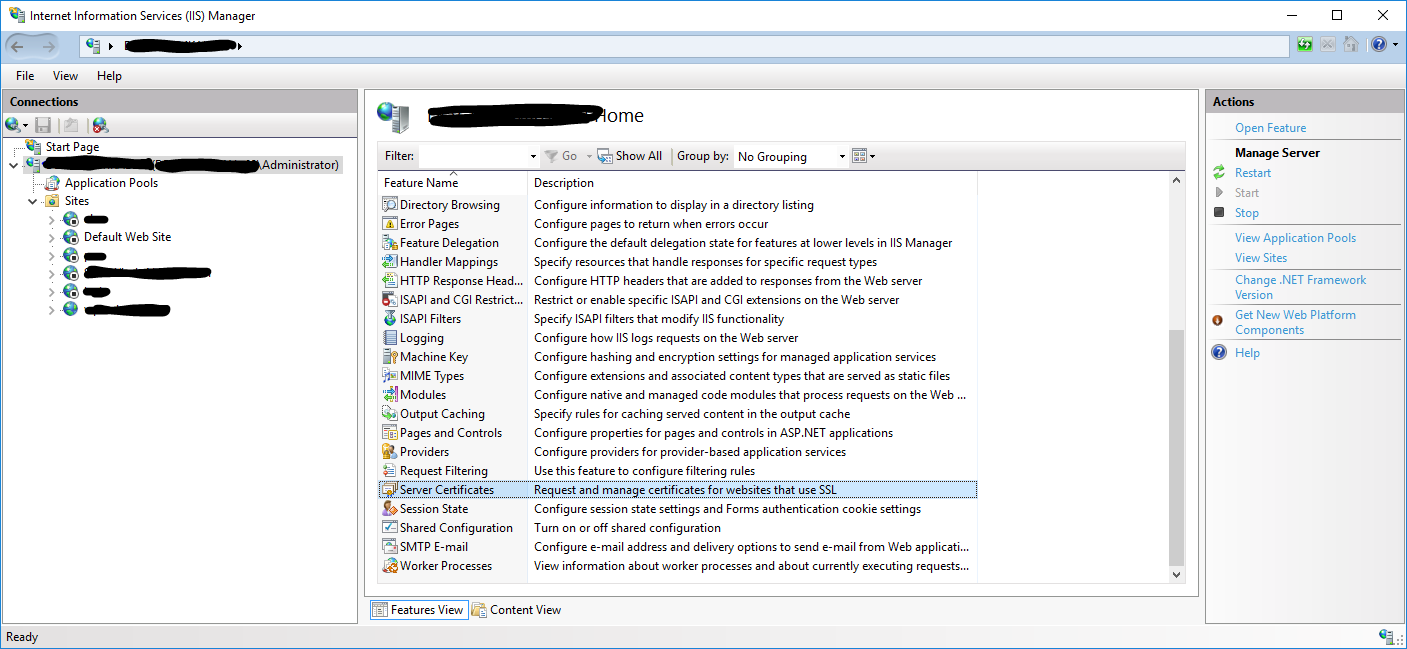 Internet Information Services (IIS) Manager
File View Help
Connections
Start Page
\Administrator)
Application Pools
Sites
Default Web Site
Home
Filter: Go Show All Group by: No Grouping
Feature Name Description
Directory Browsing Configure information to display in a directory listing
Error Pages Configure pages to return when errors occur
Feature Delegation Configure the default delegation state for features at lower levels in IIS Manager
Handler Mappings Specify resources that handle responses for specific request types
HTTP Response Head... Configure HTTP headers that are added to responses from the Web server
ISAPI and CGI Restrict... Restrict or enable specific ISAPI and CGI extensions on the Web server
ISAPI Filters Specify ISAPI filters that modify IIS functionality
Logging Configure how IIS logs requests on the Web server
Machine Key Configure hashing and encryption settings for managed application services
MIME Types Configure extensions and associated content types that are served as static files
Modules Configure native and managed code modules that process requests on the Web ...
Output Caching Specify rules for caching served content in the output cache
Pages and Controls Configure properties for pages and controls in ASP.NET applications
Providers Configure providers for provider-based application services
Request Filtering Use this feature to configure filtering rules
Server Certificates Request and manage certificates for websites that use SSL
Session State Configure session state settings and Forms authentication cookie settings
Shared Configuration Turn on or off shared configuration
SMTP E-mail Configure e-mail address and delivery options to send e-mail from Web applicati...
Worker Processes View information about worker processes and about currently executing requests...
Features View Content View
Actions
Open Feature
Manage Server
Restart
Start
Stop
View Application Pools
View Sites
Change .NET Framework
Version
Get New Web Platform
Components
Help
Ready